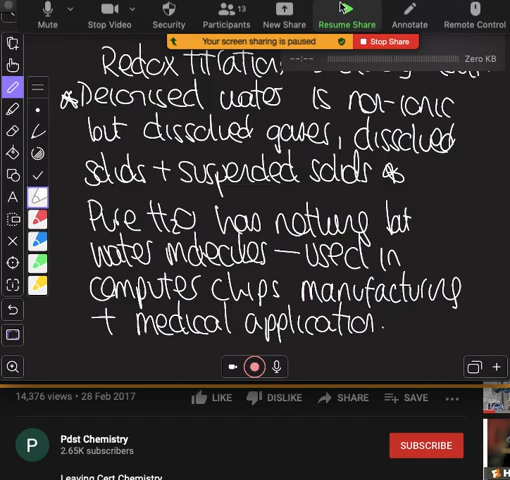 Mute
Stop Video
Security
13
Participants
New Share
Resume Share
Annotate
Remote Control
Your screen sharing is paused
Stop Share
--:--
Zero KB
Redox titration
*Deionised water is non-ionic
but dissolved gases, dissolved
solids + suspended solids *
Pure H2O has nothing but
water molecules — used in
computer chips manufacturing
+ medical application.
14,376 views • 28 Feb 2017
LIKE
DISLIKE
SHARE
SAVE
P
Pdst Chemistry
2.65K subscribers
SUBSCRIBE
Leaving Cert Chemistry